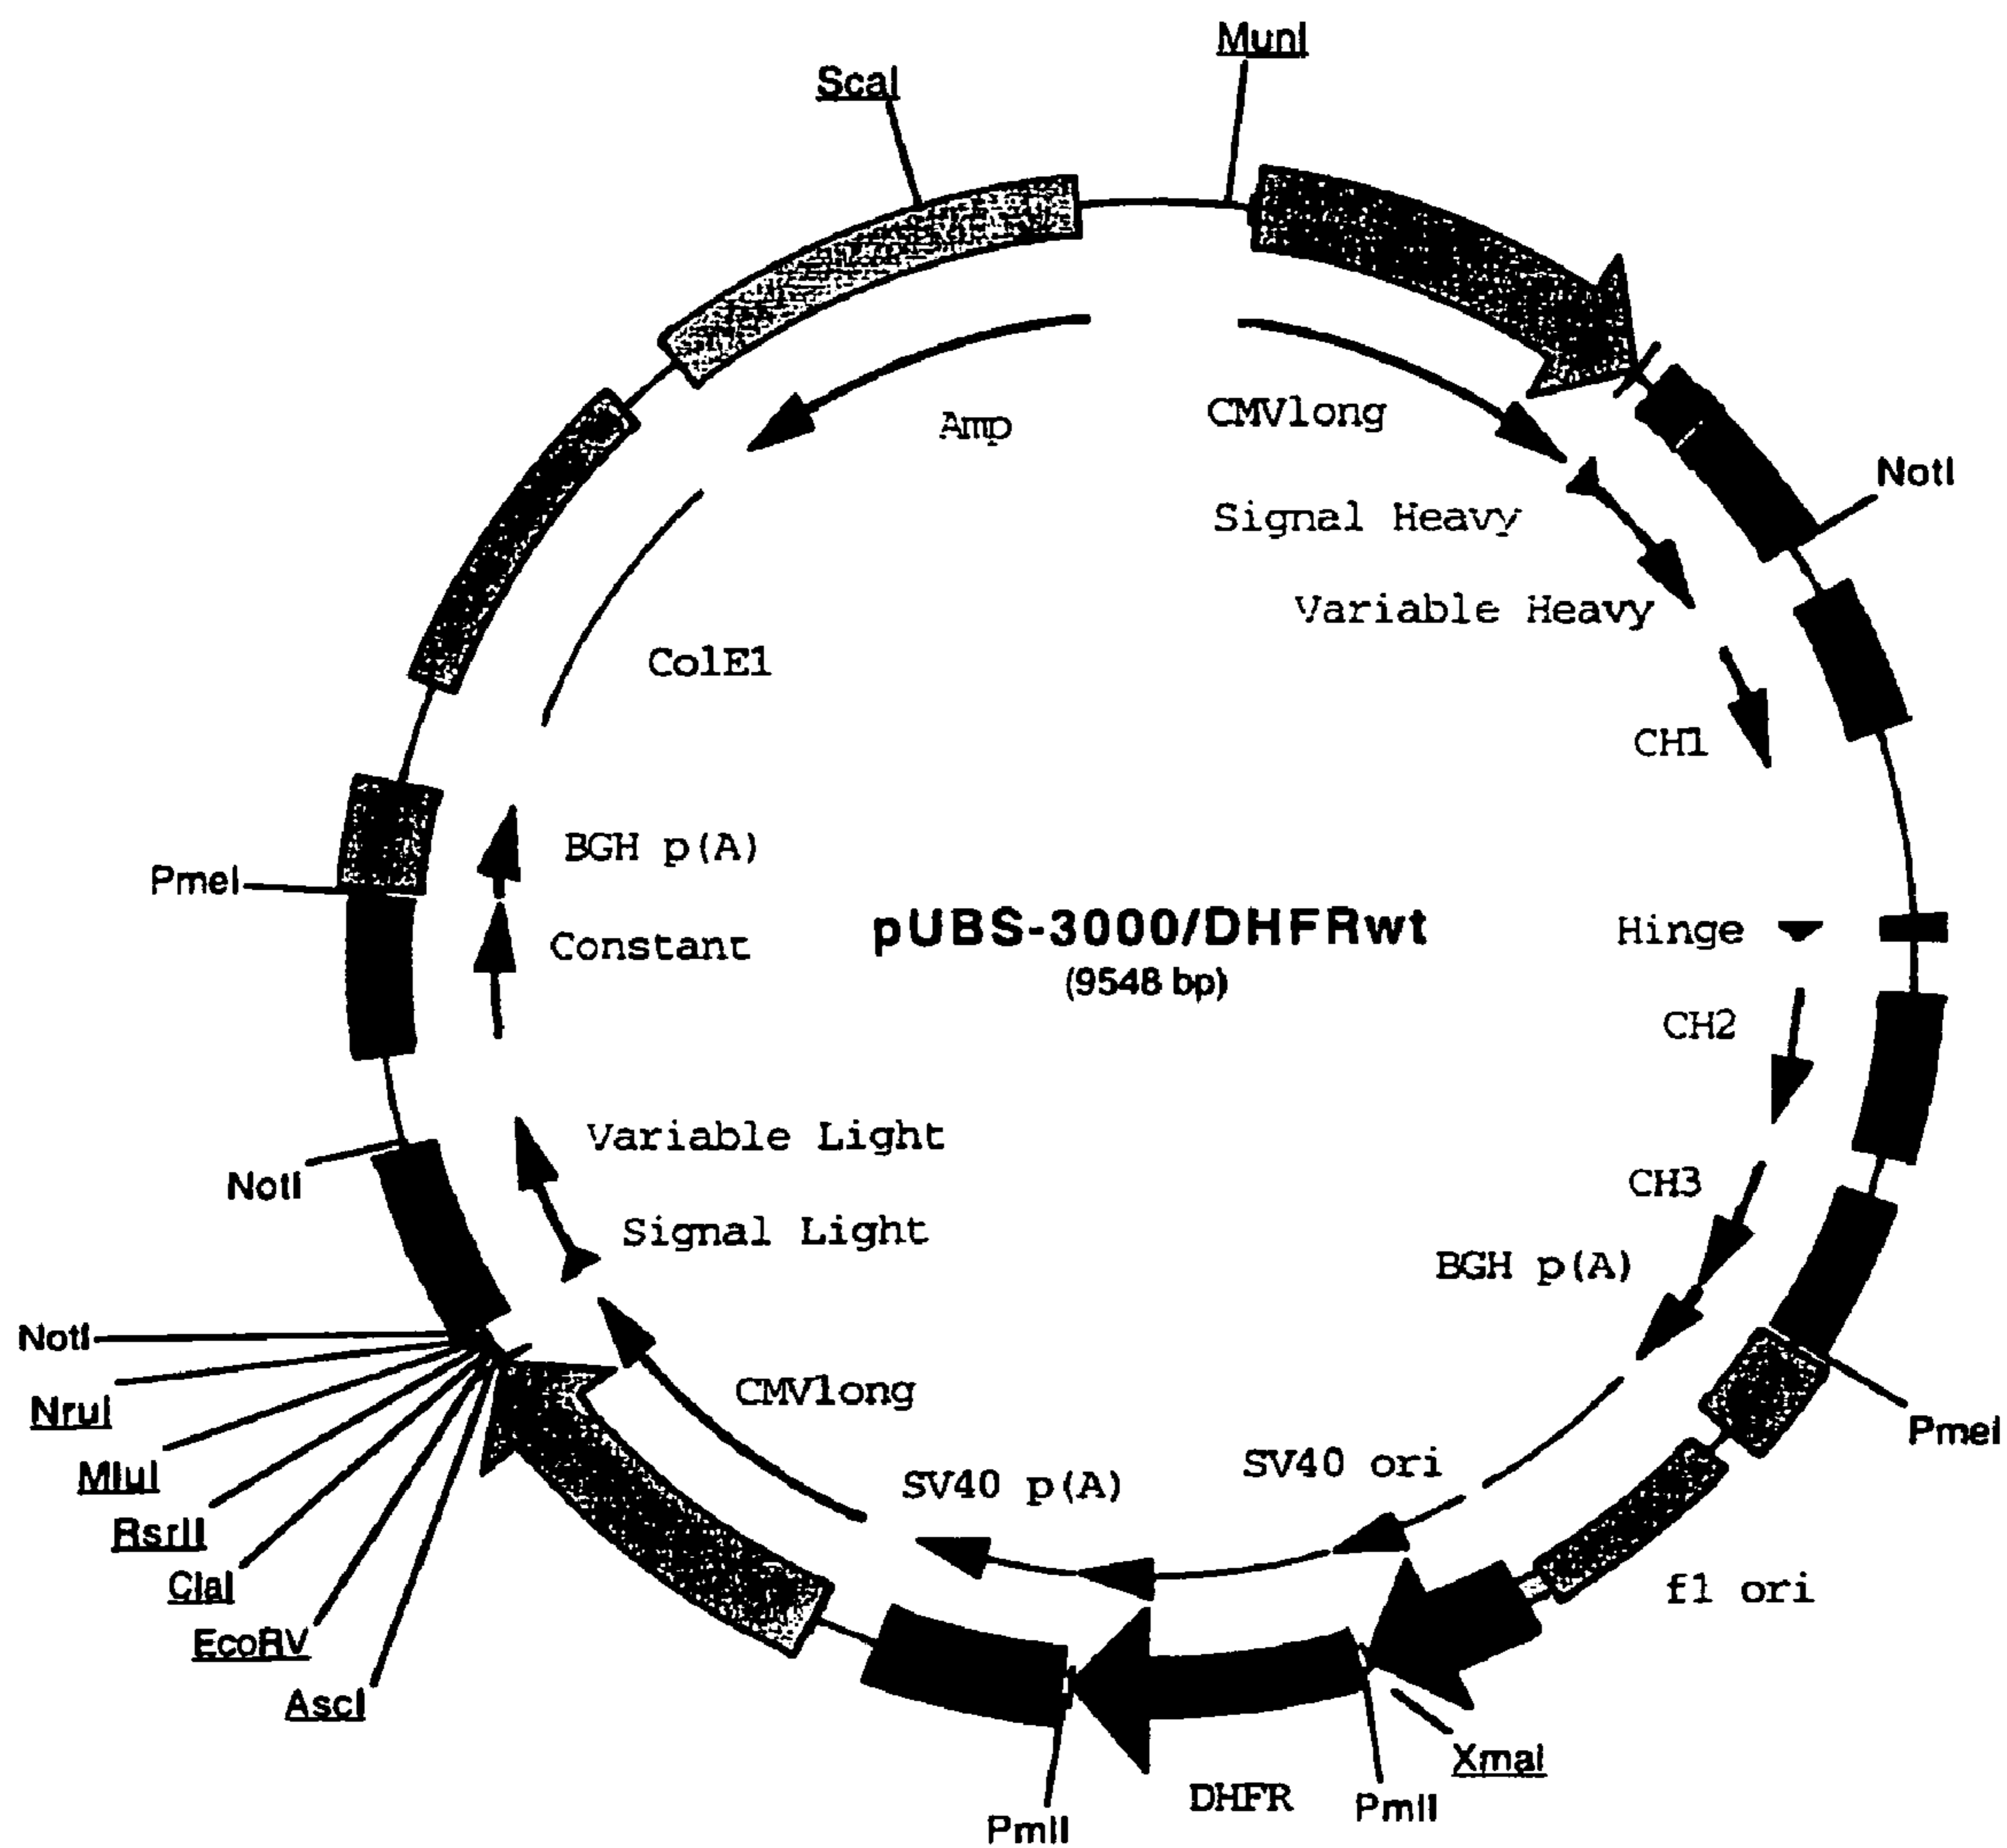 MunI
ScaI
Amp
CMVlong
NotI
Signal Heavy
Variable Heavy
ColE1
CH1
BGH p(A)
PmeI
pUBS-3000/DHFRwt
(9548 bp)
Hinge
Constant
CH2
Variable Light
NotI
CH3
Signal Light
BGH p(A)
NotI
CMVlong
NruI
PmeI
SV40 ori
SV40 p(A)
MluI
RsrII
ClaI
f1 ori
EcoRV
AscI
XmaI
DHFR
PmlI
PmlI